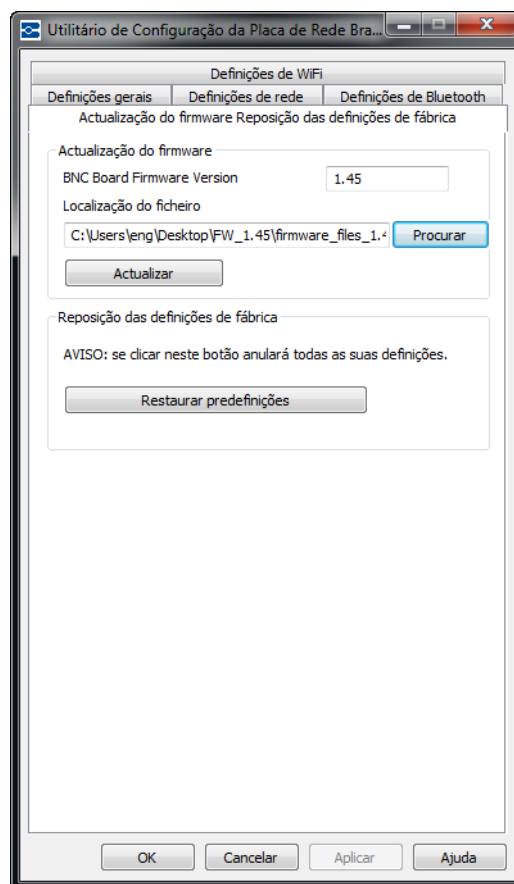 Utilitário de Configuração da Placa de Rede Bra...
Definições de WiFi
Definições gerais Definições de rede Definições de Bluetooth
Actualização do firmware Reposição das definições de fábrica
Actualização do firmware
BNC Board Firmware Version 1.45
Localização do ficheiro
C:\Users\eng\Desktop\FW_1.45\firmware_files_1.4 Procurar
Actualizar
Reposição das definições de fábrica
AVISO: se clicar neste botão anulará todas as suas definições.
Restaurar predefinições
OK Cancelar Aplicar Ajuda